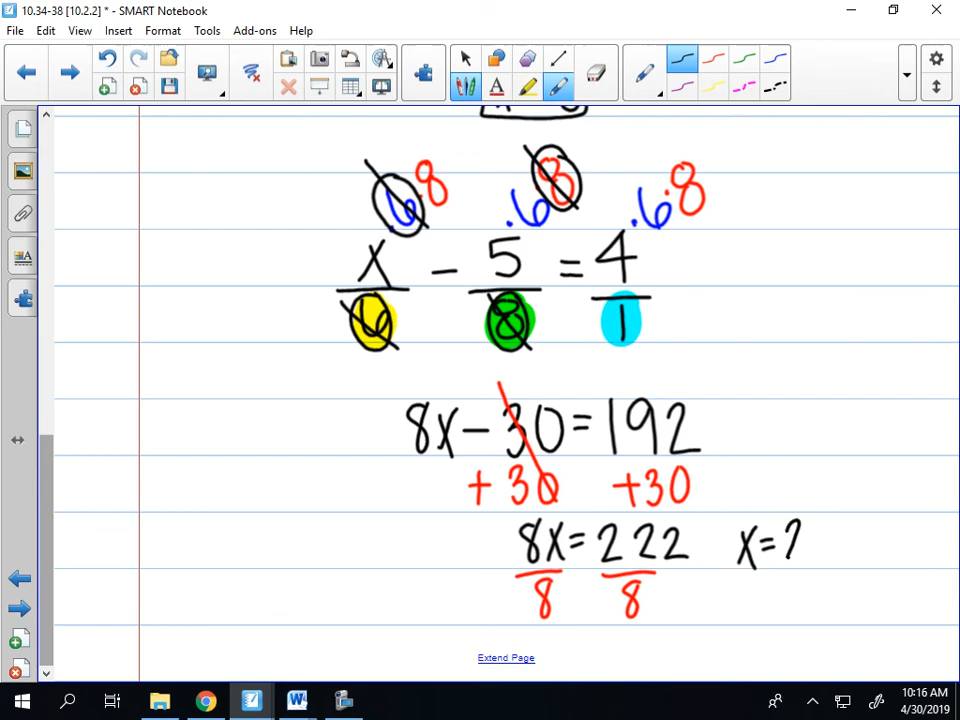 10.34-38 [10.2.2] * - SMART Notebook
File Edit View Insert Format Tools Add-ons Help
A
.6 .8 .6 8 .6 .8
x/6 - 5/8 = 4/1
8x - 30 = 192
+ 30 +30
8x = 222 x = ?
8 8
Extend Page
10:16 AM
4/30/2019